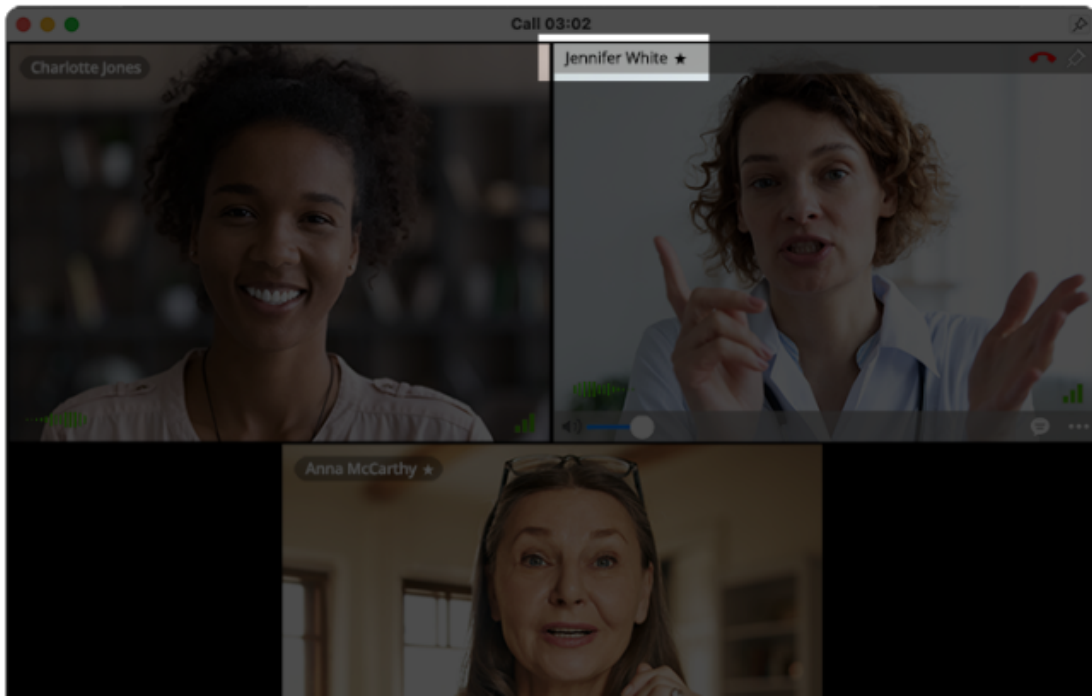 Call 03:02
Charlotte Jones
Jennifer White ★
Anna McCarthy ★